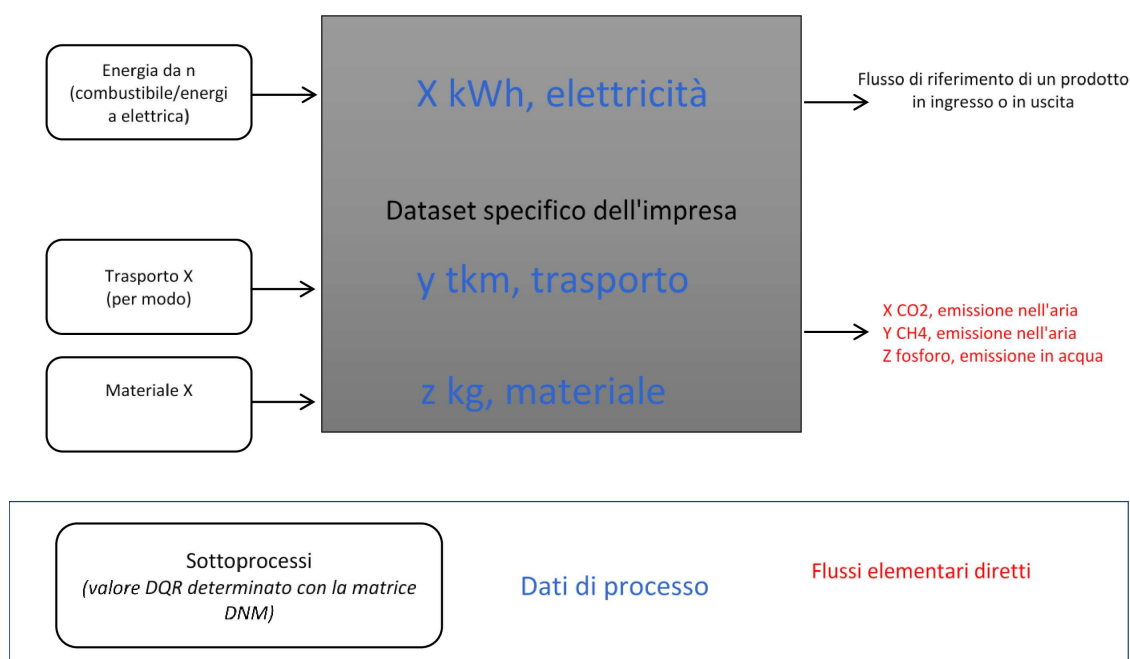 Energia da n
(combustibile/energi
a elettrica)
X kWh, elettricità
Flusso di riferimento di un prodotto
in ingresso o in uscita
Dataset specifico dell'impresa
Trasporto X
(per modo)
y tkm, trasporto
X CO2, emissione nell'aria
Y CH4, emissione nell'aria
Z fosforo, emissione in acqua
Materiale X
z kg, materiale
Sottoprocessi
(valore DQR determinato con la matrice
DNM)
Dati di processo
Flussi elementari diretti